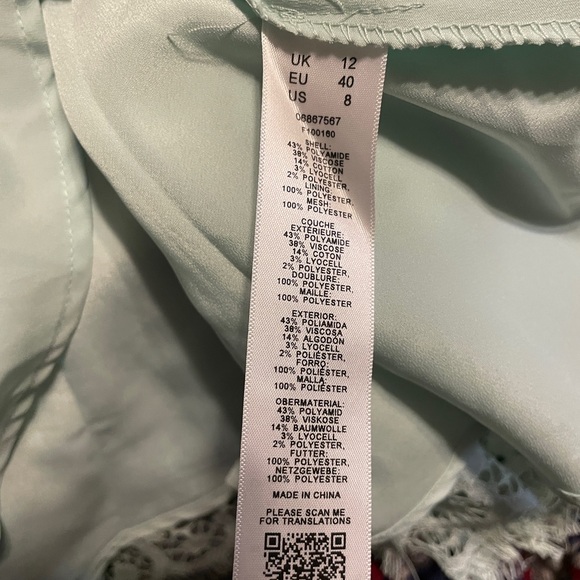 UK 12
EU 40
US 8
06867567
F100160
SHELL:
43% POLYAMIDE
38% VISCOSE
14% COTTON
3% LYOCELL
2% POLYESTER,
LINING:
100% POLYESTER,
MESH:
100% POLYESTER
COUCHE
EXTÉRIEURE:
43% POLYAMIDE
38% VISCOSE
14% COTON
3% LYOCELL
2% POLYESTER,
DOUBLURE:
100% POLYESTER,
MAILLE:
100% POLYESTER
EXTERIOR:
43% POLIAMIDA
38% VISCOSA
14% ALGODÓN
3% LYOCELL
2% POLIÉSTER,
FORRO:
100% POLIÉSTER,
MALLA:
100% POLIÉSTER
OBERMATERIAL:
43% POLYAMID
38% VISKOSE
14% BAUMWOLLE
3% LYOCELL
2% POLYESTER,
FUTTER:
100% POLYESTER,
NETZGEWEBE:
100% POLYESTER
MADE IN CHINA
PLEASE SCAN ME
FOR TRANSLATIONS